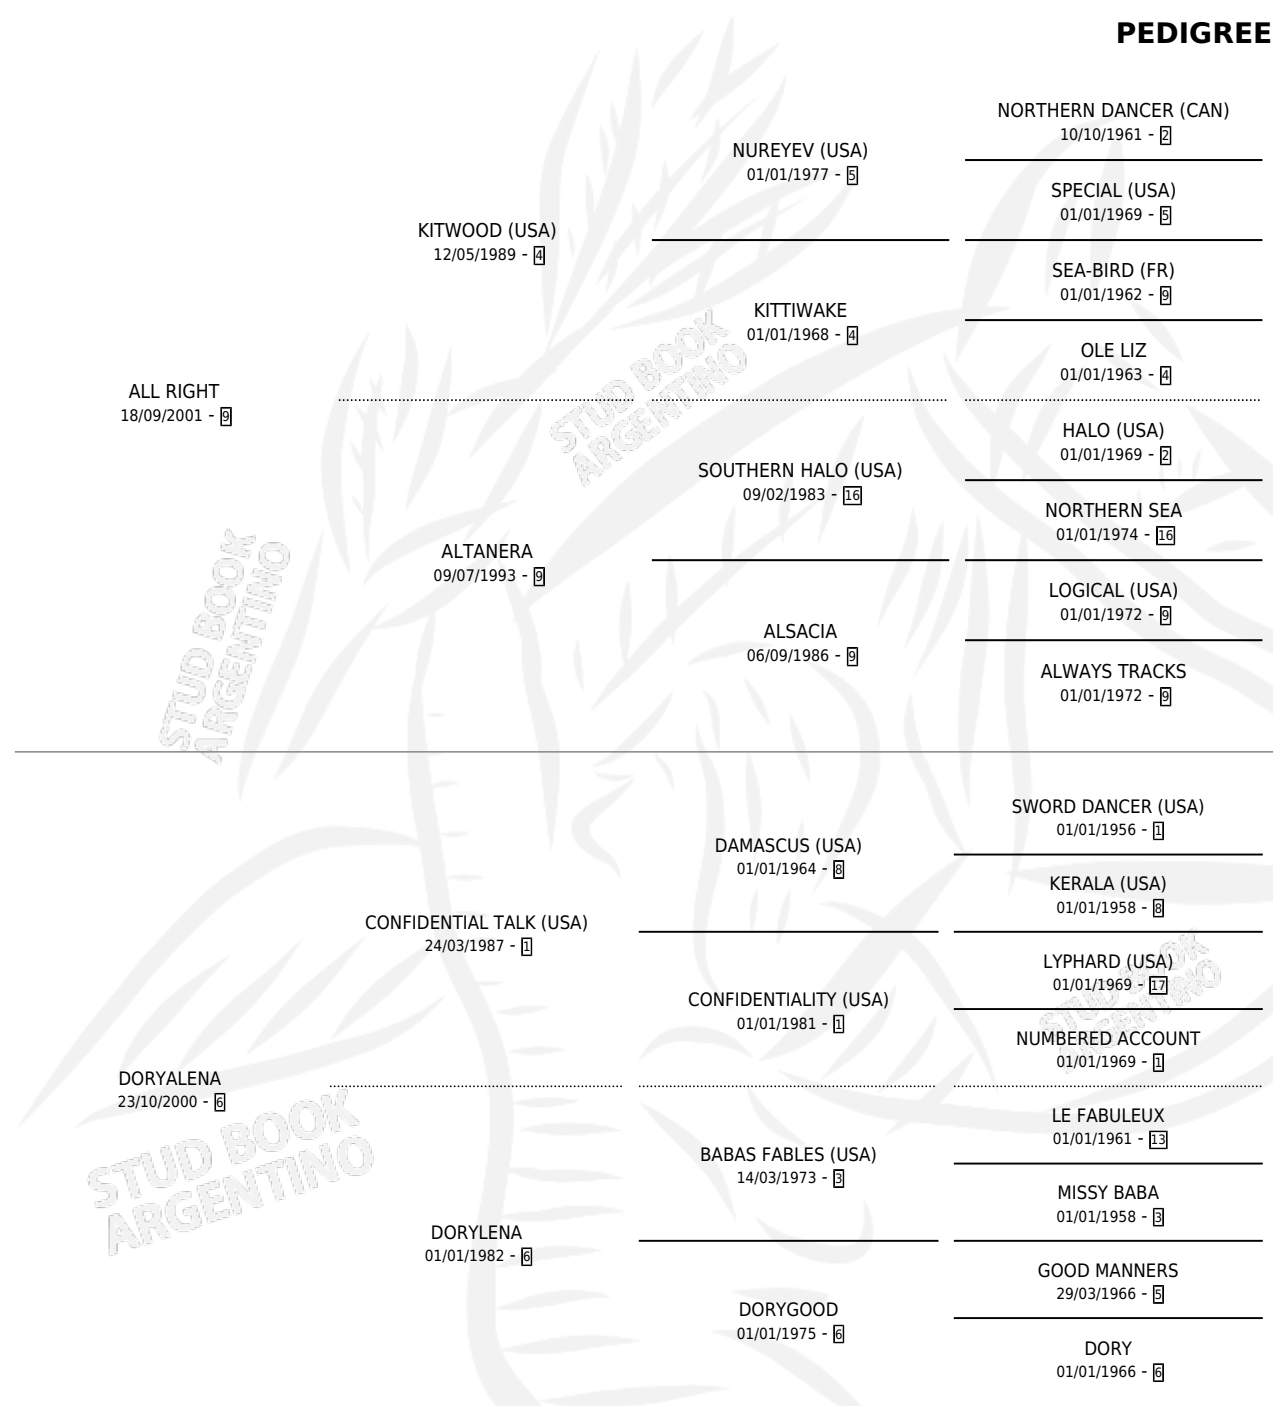 PEDIGREE
NORTHERN DANCER (CAN)
10/10/1961 - 2
NUREYEV (USA)
01/01/1977 - 5
SPECIAL (USA)
01/01/1969 - 5
KITWOOD (USA)
12/05/1989 - 4
SEA-BIRD (FR)
01/01/1962 - 9
KITTIWAKE
01/01/1968 - 4
OLE LIZ
01/01/1963 - 4
ALL RIGHT
18/09/2001 - 9
STUD BOOK
ARGENTINO
HALO (USA)
01/01/1969 - 2
SOUTHERN HALO (USA)
09/02/1983 - 16
NORTHERN SEA
01/01/1974 - 16
ALTANERA
09/07/1993 - 9
LOGICAL (USA)
01/01/1972 - 9
ALSACIA
06/09/1986 - 9
ALWAYS TRACKS
01/01/1972 - 9
STUD BOOK
ARGENTINO
SWORD DANCER (USA)
01/01/1956 - 1
DAMASCUS (USA)
01/01/1964 - 8
KERALA (USA)
01/01/1958 - 8
CONFIDENTIAL TALK (USA)
24/03/1987 - 1
LYPHARD (USA)
01/01/1969 - 17
CONFIDENTIALITY (USA)
01/01/1981 - 1
STUD BOOK
ARGENTINO
NUMBERED ACCOUNT
01/01/1969 - 1
DORYALENA
23/10/2000 - 6
LE FABULEUX
01/01/1961 - 13
BABAS FABLES (USA)
14/03/1973 - 3
MISSY BABA
01/01/1958 - 3
STUD BOOK
ARGENTINO
DORYLENA
01/01/1982 - 6
GOOD MANNERS
29/03/1966 - 5
DORYGOOD
01/01/1975 - 6
DORY
01/01/1966 - 6